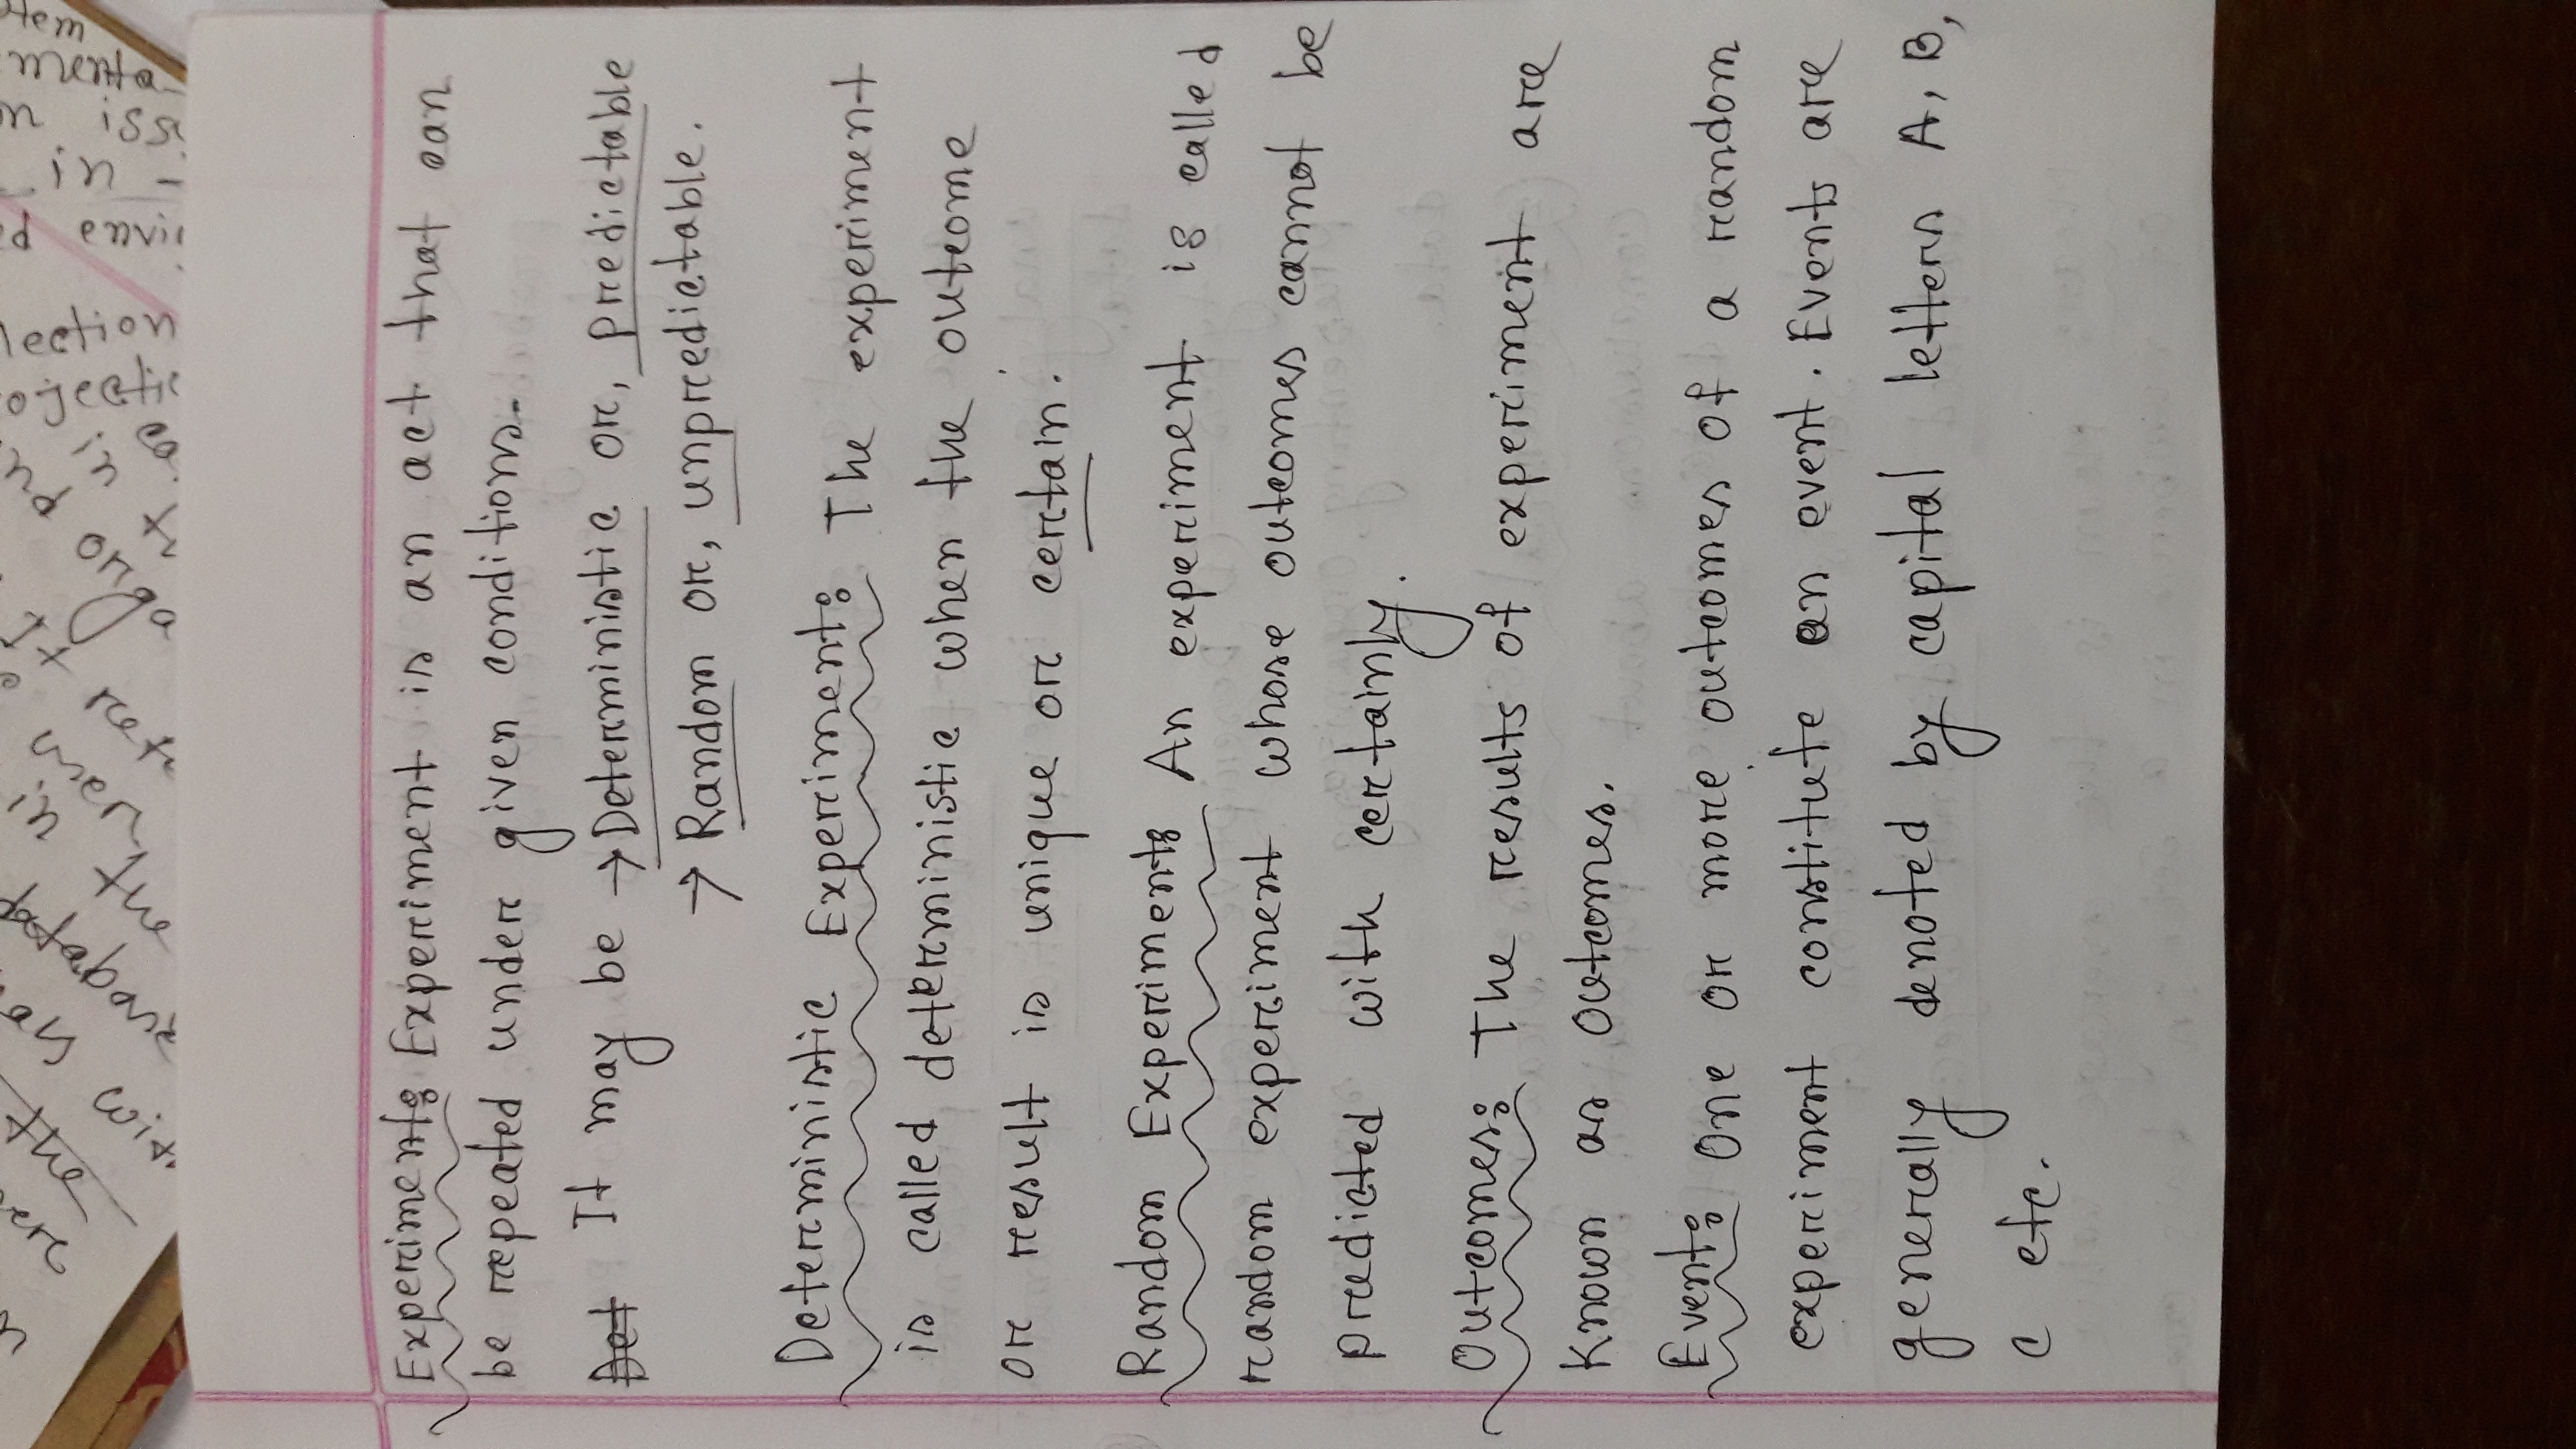 Experiment: Experiment is an act that can
be repeated under given conditions.
Det It may be → Deterministic or, predictable
→ Random or, unpredictable.
Deterministic Experiment: The experiment
is called deterministic when the outcome
or result is unique or certain.
Random Experiment: An experiment is called
random experiment whose outcomes cannot be
predicted with certainly.
Outcomes: The results of experiment are
known as outcomes.
Event: One or more outcomes of a random
experiment constitute an event. Events are
generally denoted by capital letters A, B,
C etc.